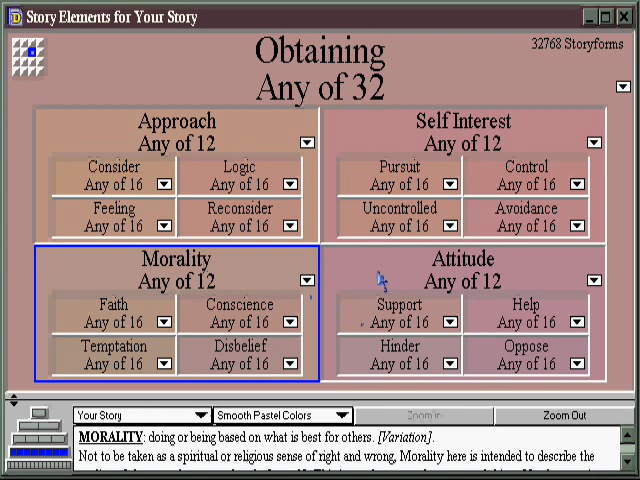 Story Elements for Your Story
32768 Storyforms
Obtaining
Any of 32
Approach
Any of 12
Consider
Any of 16
Logic
Any of 16
Feeling
Any of 16
Reconsider
Any of 16
Self Interest
Any of 12
Pursuit
Any of 16
Control
Any of 16
Uncontrolled
Any of 16
Avoidance
Any of 16
Morality
Any of 12
Faith
Any of 16
Conscience
Any of 16
Temptation
Any of 16
Disbelief
Any of 16
Attitude
Any of 12
Support
Any of 16
Help
Any of 16
Hinder
Any of 16
Oppose
Any of 16
Your Story
Smooth Pastel Colors
Zoom In
Zoom Out
MORALITY: doing or being based on what is best for others. [Variation].
Not to be taken as a spiritual or religious sense of right and wrong, Morality here is intended to describe the